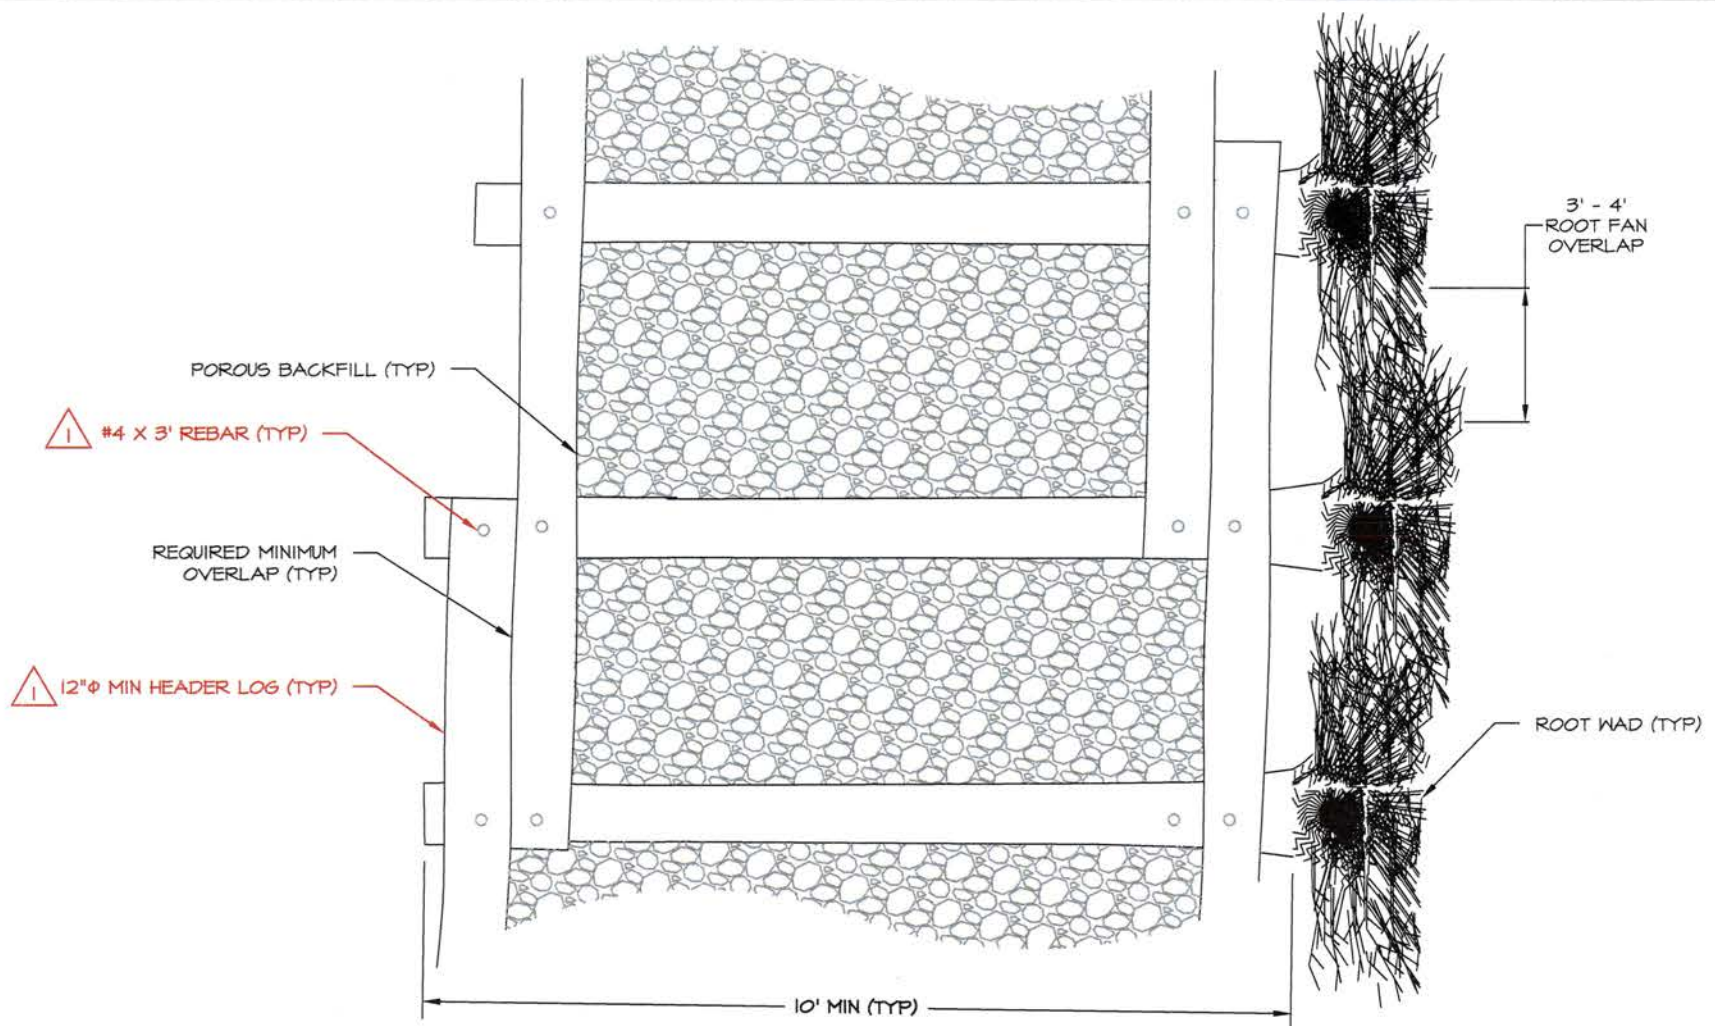 3' - 4'
ROOT FAN
OVERLAP
POROUS BACKFILL (TYP)
1 #4 X 3' REBAR (TYP)
REQUIRED MINIMUM
OVERLAP (TYP)
1 12"Φ MIN HEADER LOG (TYP)
ROOT WAD (TYP)
10' MIN (TYP)